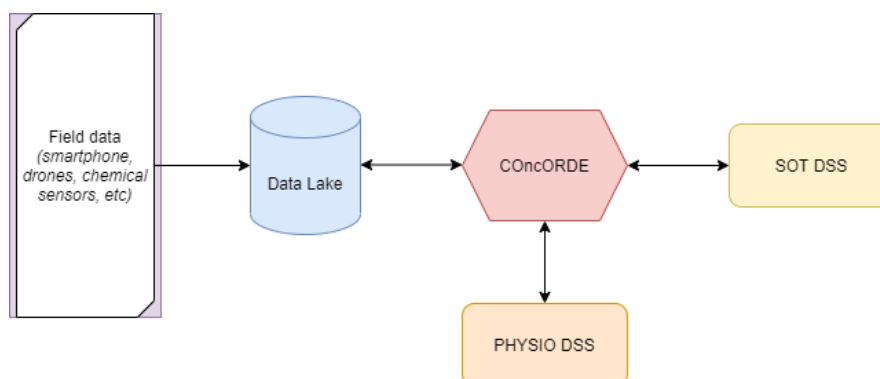 Field data
(smartphone,
drones, chemical
sensors, etc)
Data Lake
COncORDE
SOT DSS
PHYSIO DSS